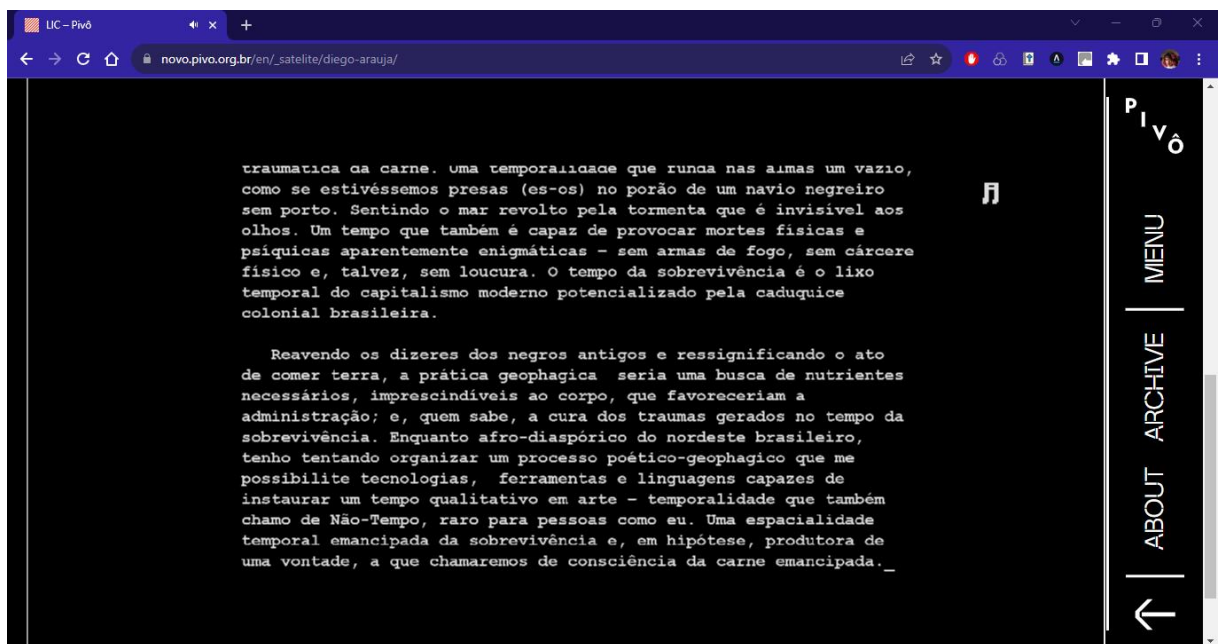 LIC – Pivô
novo.pivo.org.br/en/_satelite/diego-arauja/
traumática da carne. Uma temporalidade que funda nas almas um vazio,
como se estivéssemos presas (es-os) no porão de um navio negreiro
sem porto. Sentindo o mar revolto pela tormenta que é invisível aos
olhos. Um tempo que também é capaz de provocar mortes físicas e
psíquicas aparentemente enigmáticas – sem armas de fogo, sem cárcere
físico e, talvez, sem loucura. O tempo da sobrevivência é o lixo
temporal do capitalismo moderno potencializado pela caduquice
colonial brasileira.
Reavendo os dizeres dos negros antigos e ressignificando o ato
de comer terra, a prática geophagica  seria uma busca de nutrientes
necessários, imprescindíveis ao corpo, que favoreceriam a
administração; e, quem sabe, a cura dos traumas gerados no tempo da
sobrevivência. Enquanto afro-diaspórico do nordeste brasileiro,
tenho tentando organizar um processo poético-geophagico que me
possibilite tecnologias,  ferramentas e linguagens capazes de
instaurar um tempo qualitativo em arte – temporalidade que também
chamo de Não-Tempo, raro para pessoas como eu. Uma espacialidade
temporal emancipada da sobrevivência e, em hipótese, produtora de
uma vontade, a que chamaremos de consciência da carne emancipada._
PIVÔ
MENU
ARCHIVE
ABOUT